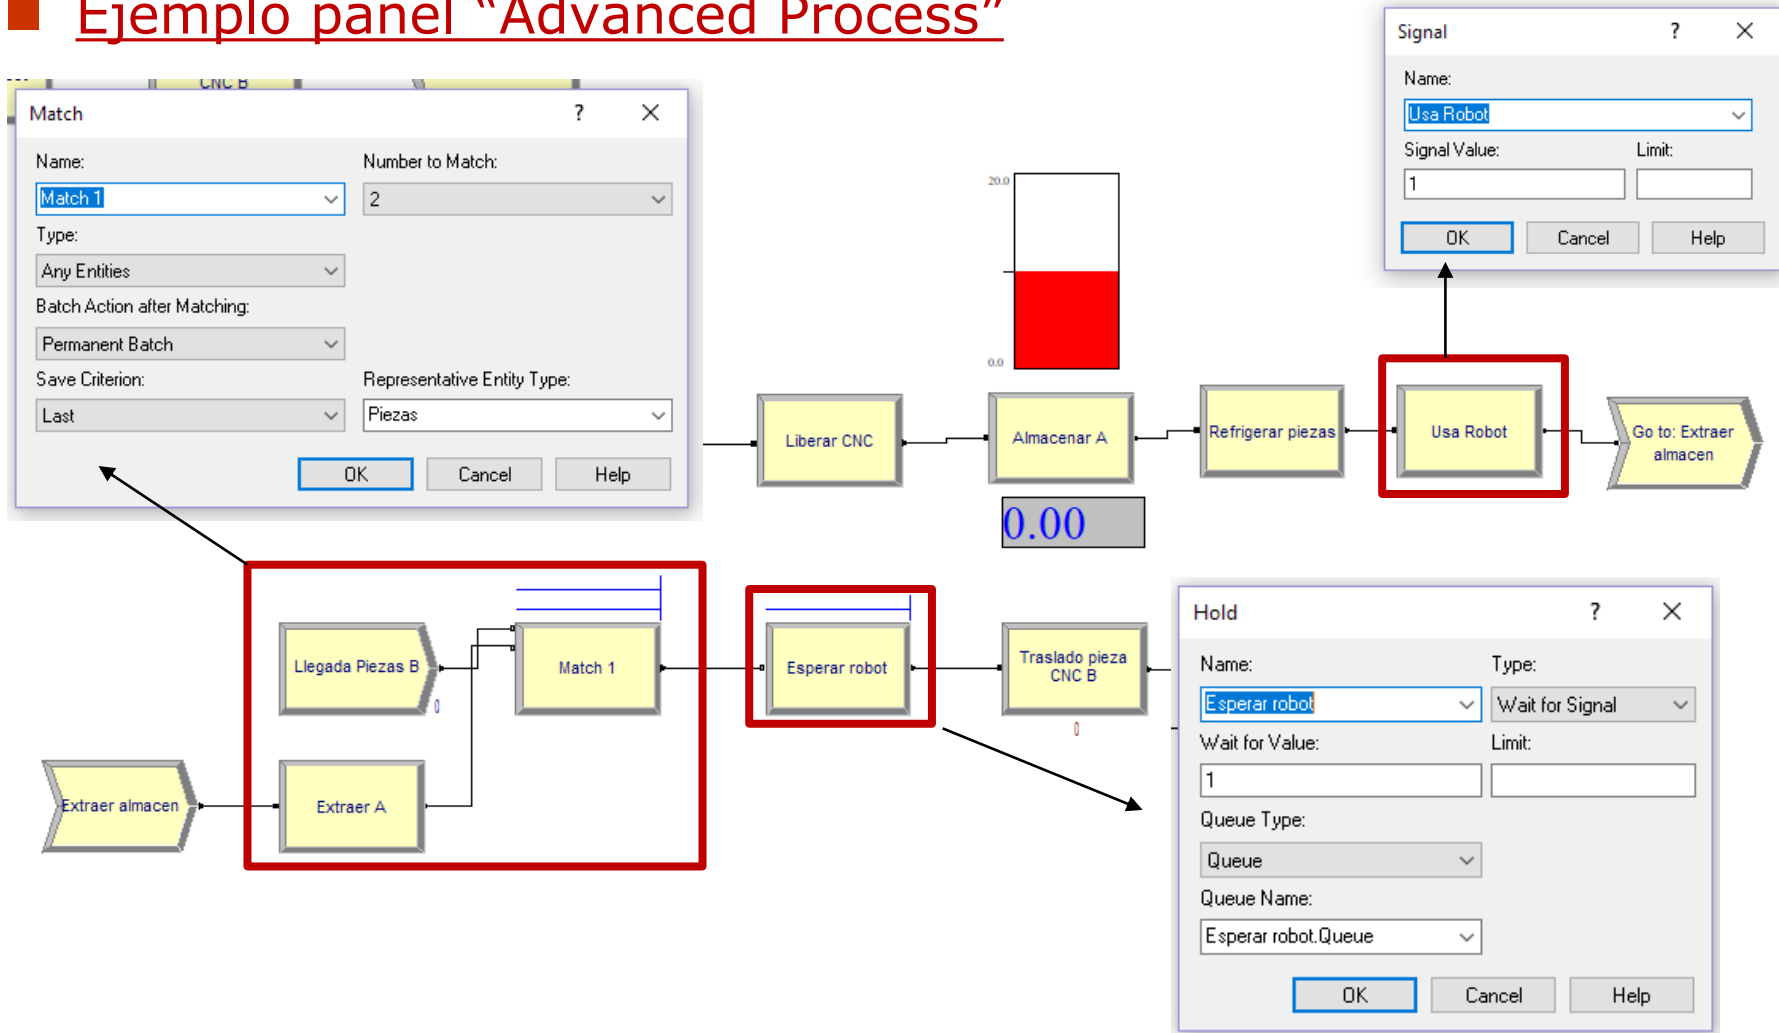 Ejemplo panel “Advanced Process”
CNC B
Match
?
Name:
Number to Match:
Match 1
2
Type:
Any Entities
Batch Action after Matching:
Permanent Batch
Save Criterion:
Representative Entity Type:
Last
Piezas
OK
Cancel
Help
Signal
?
Name:
Usa Robot
Signal Value:
Limit:
1
OK
Cancel
Help
20.0
0.0
Liberar CNC
Almacenar A
Refrigerar piezas
Usa Robot
Go to: Extraer
almacen
0.00
Llegada Piezas B
0
Match 1
Esperar robot
Traslado pieza
CNC B
0
Extraer almacen
Extraer A
Hold
?
Name:
Type:
Esperar robot
Wait for Signal
Wait for Value:
Limit:
1
Queue Type:
Queue
Queue Name:
Esperar robot.Queue
OK
Cancel
Help